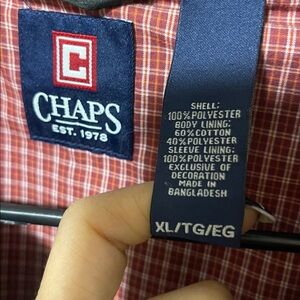 C
CHAPS
EST. 1978
SHELL:
100% POLYESTER
BODY LINING:
60% COTTON
40% POLYESTER
SLEEVE LINING:
100% POLYESTER
EXCLUSIVE OF
DECORATION
MADE IN
BANGLADESH
XL/TG/EG